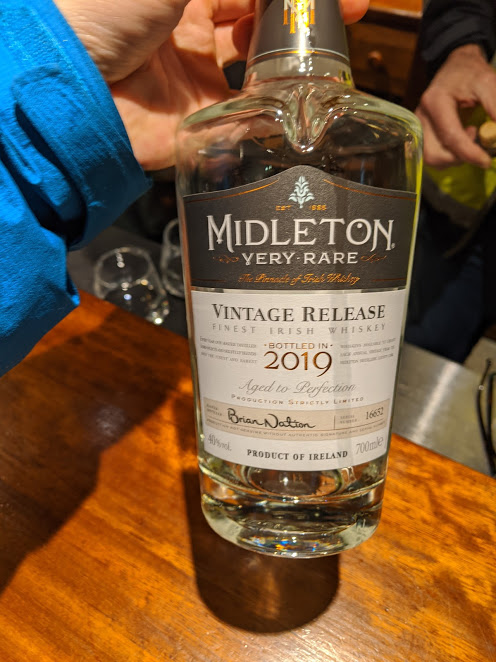 M
EST. 1825
MIDLETON
VERY RARE
The Pinnacle of Irish Whiskey
VINTAGE RELEASE
FINEST IRISH WHISKEY
BOTTLED IN
2019
Aged to Perfection
PRODUCTION STRICTLY LIMITED
Brian Nation
16652
40%vol.
PRODUCT OF IRELAND
700ml e